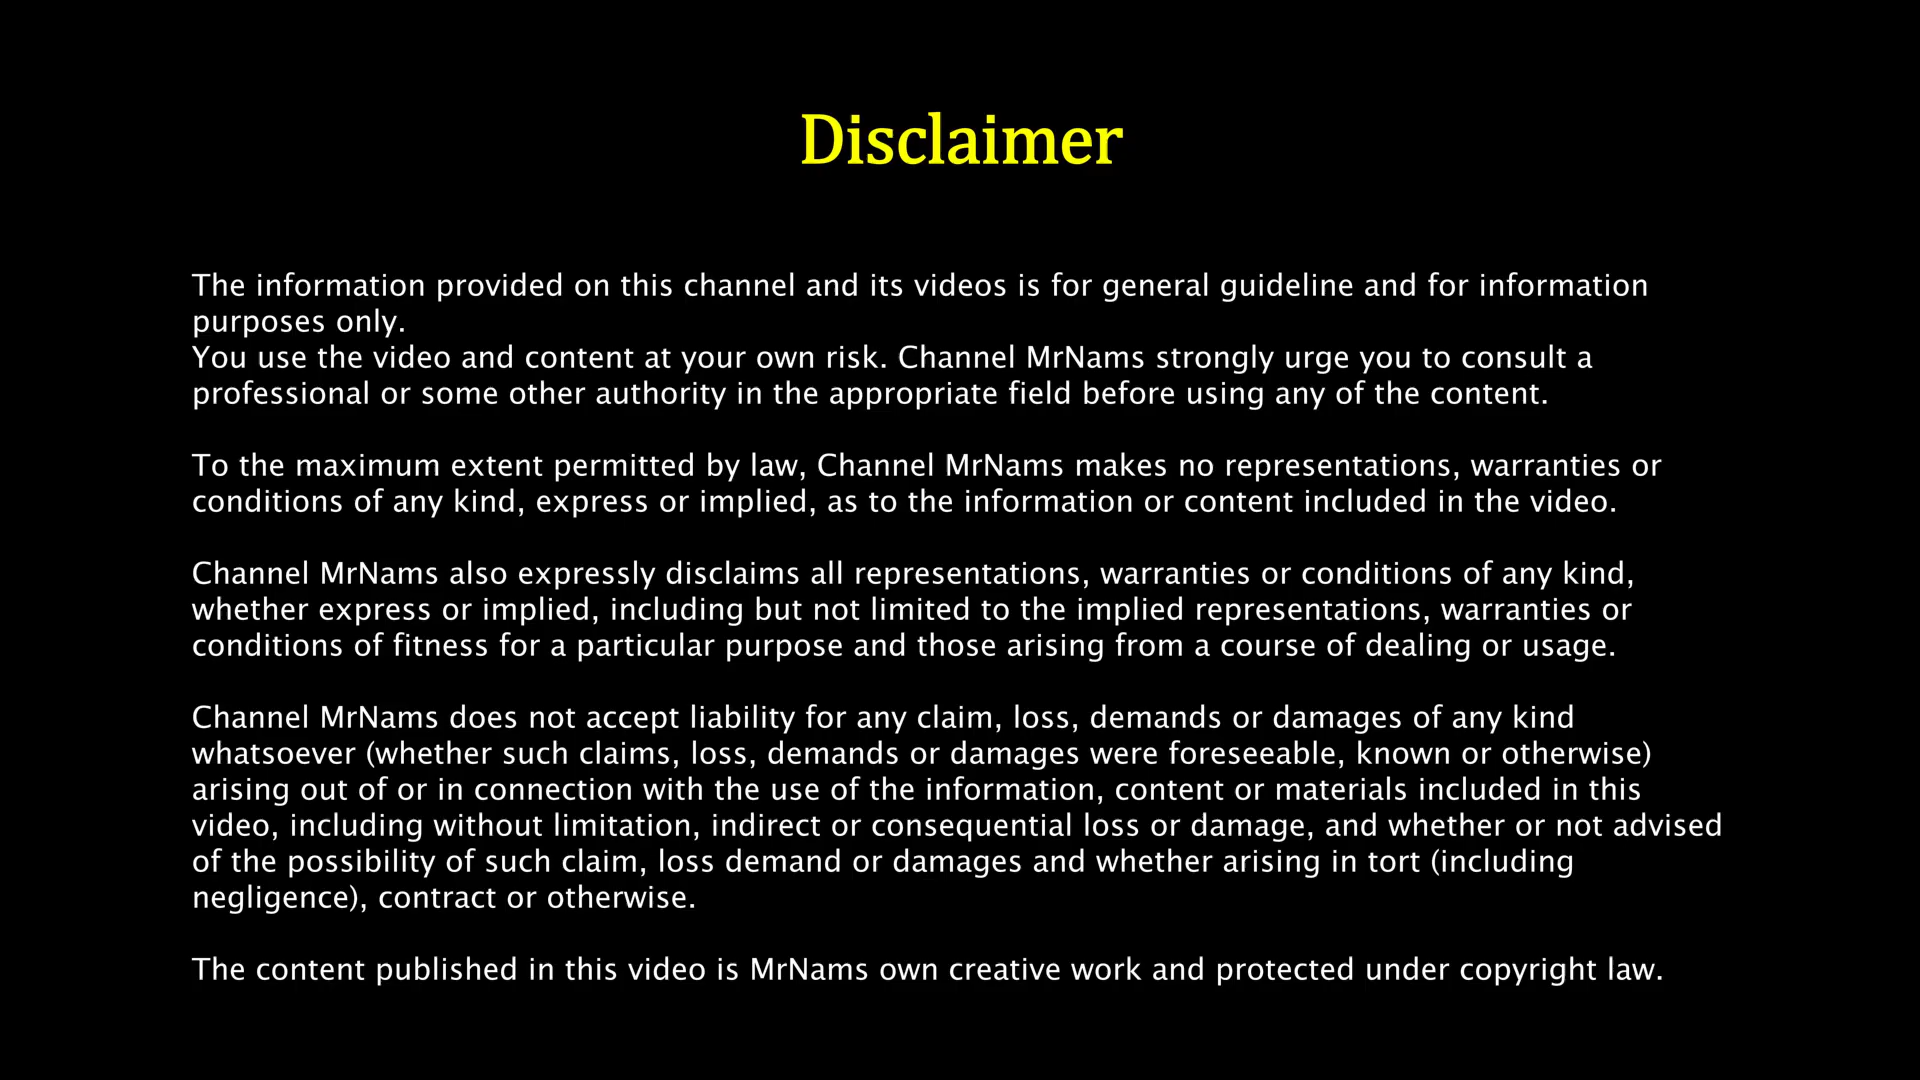 Disclaimer
The information provided on this channel and its videos is for general guideline and for information
purposes only.
You use the video and content at your own risk. Channel MrNams strongly urge you to consult a
professional or some other authority in the appropriate field before using any of the content.
To the maximum extent permitted by law, Channel MrNams makes no representations, warranties or
conditions of any kind, express or implied, as to the information or content included in the video.
Channel MrNams also expressly disclaims all representations, warranties or conditions of any kind,
whether express or implied, including but not limited to the implied representations, warranties or
conditions of fitness for a particular purpose and those arising from a course of dealing or usage.
Channel MrNams does not accept liability for any claim, loss, demands or damages of any kind
whatsoever (whether such claims, loss, demands or damages were foreseeable, known or otherwise)
arising out of or in connection with the use of the information, content or materials included in this
video, including without limitation, indirect or consequential loss or damage, and whether or not advised
of the possibility of such claim, loss demand or damages and whether arising in tort (including
negligence), contract or otherwise.
The content published in this video is MrNams own creative work and protected under copyright law.